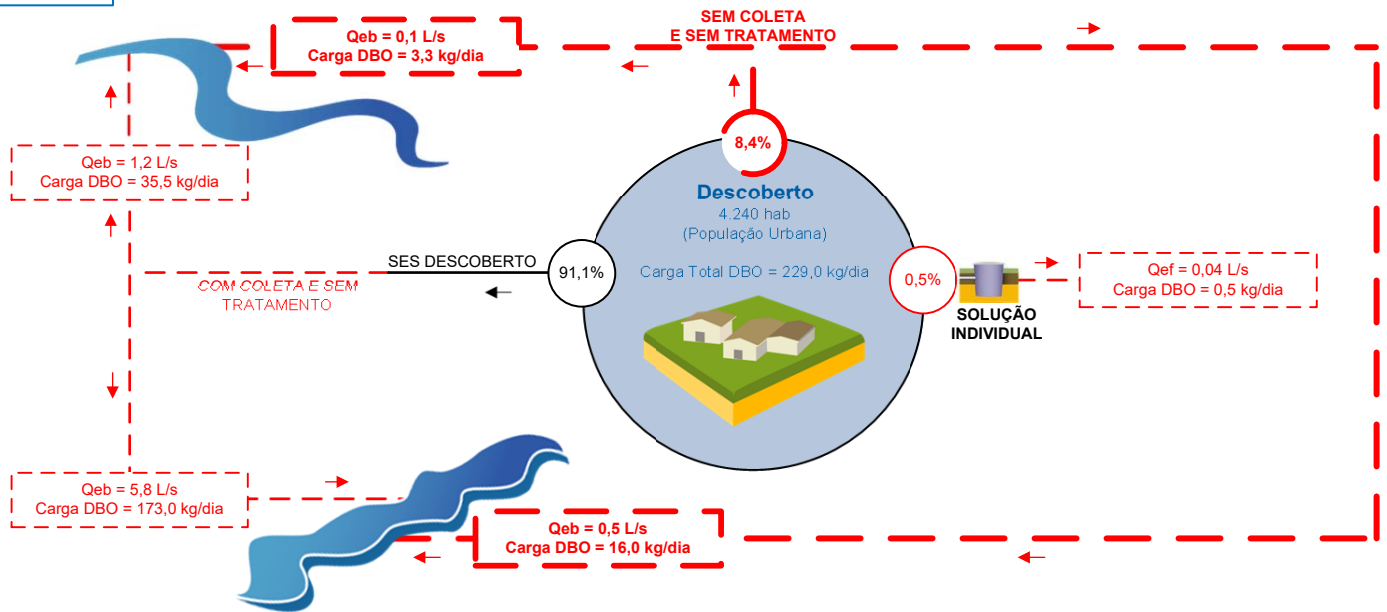 SEM COLETA
E SEM TRATAMENTO
Qeb = 0,1 L/s
Carga DBO = 3,3 kg/dia
8,4%
Qeb = 1,2 L/s
Carga DBO = 35,5 kg/dia
Descoberto
4.240 hab
(População Urbana)
Carga Total DBO = 229,0 kg/dia
SES DESCOBERTO
91,1%
COM COLETA E SEM
TRATAMENTO
0,5%
SOLUÇÃO
INDIVIDUAL
Qef = 0,04 L/s
Carga DBO = 0,5 kg/dia
Qeb = 5,8 L/s
Carga DBO = 173,0 kg/dia
Qeb = 0,5 L/s
Carga DBO = 16,0 kg/dia